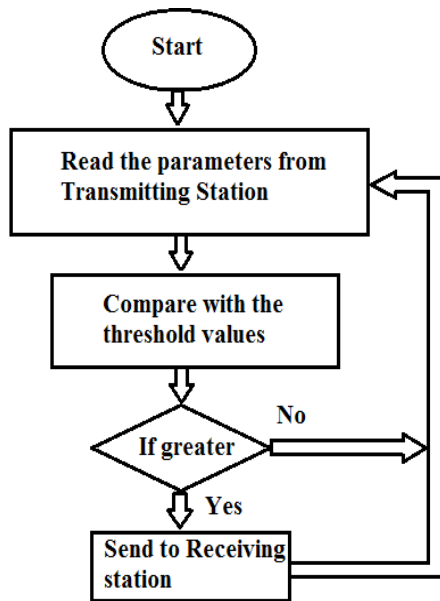 Start
Read the parameters from
Transmitting Station
Compare with the
threshold values
If greater
No
Yes
Send to Receiving
station